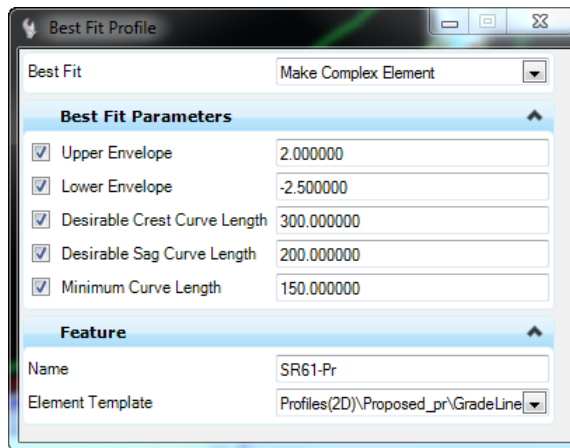 Best Fit Profile
Best Fit Make Complex Element
Best Fit Parameters
Upper Envelope 2.000000
Lower Envelope -2.500000
Desirable Crest Curve Length 300.000000
Desirable Sag Curve Length 200.000000
Minimum Curve Length 150.000000
Feature
Name SR61-Pr
Element Template Profiles(2D)\Proposed_pr\GradeLine